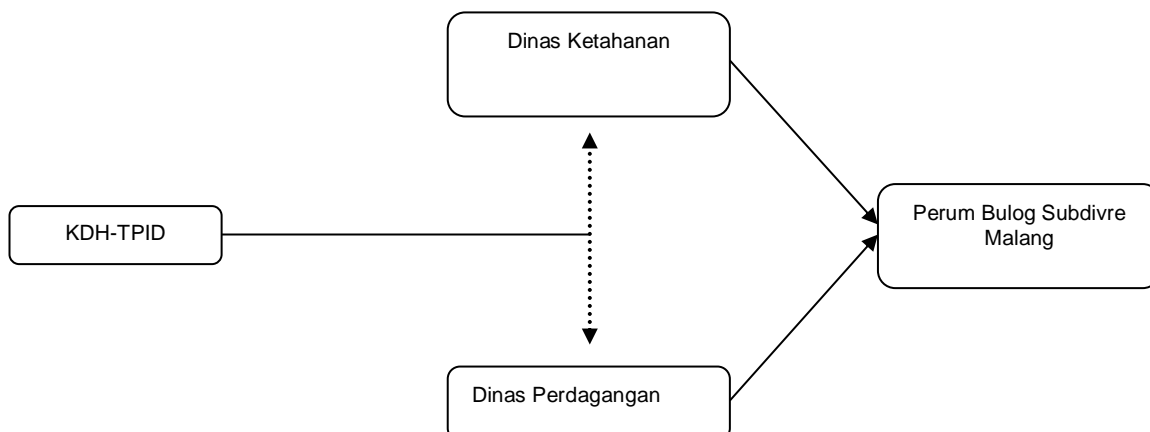 Dinas Ketahanan
KDH-TPID
Perum Bulog Subdivre
Malang
Dinas Perdagangan